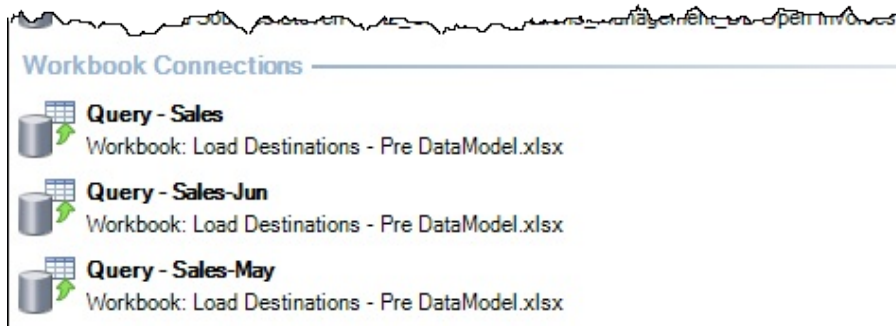 Workbook Connections
Query - Sales
Workbook: Load Destinations - Pre DataModel.xlsx
Query - Sales-Jun
Workbook: Load Destinations - Pre DataModel.xlsx
Query - Sales-May
Workbook: Load Destinations - Pre DataModel.xlsx